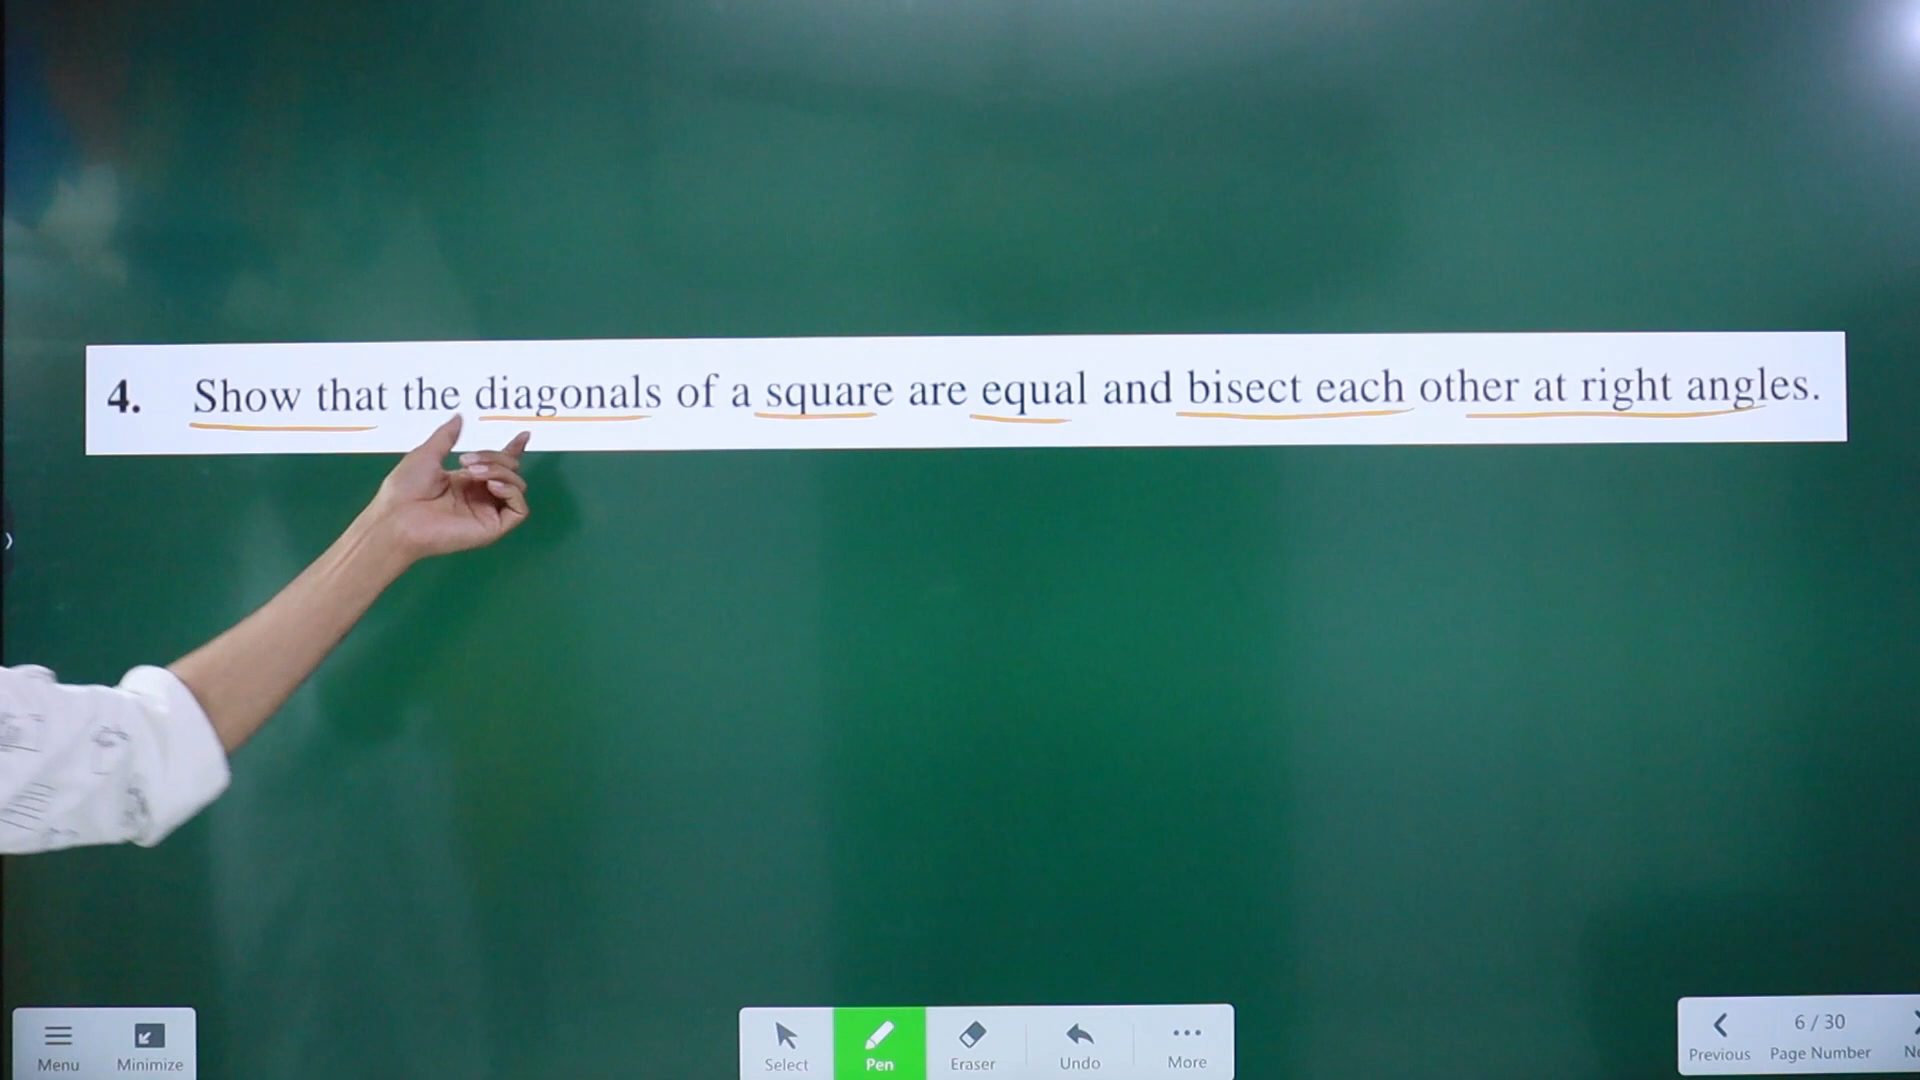 4. Show that the diagonals of a square are equal and bisect each other at right angles.
Menu
Minimize
Select
Pen
Eraser
Undo
More
Previous
6 / 30
Page Number